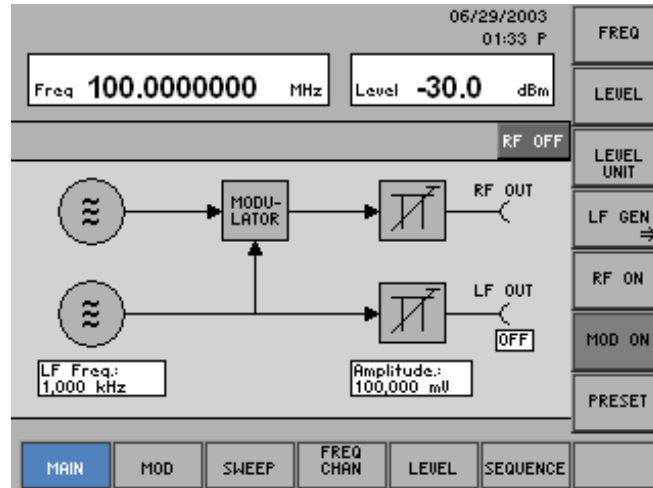 06/29/2003
01:33 P
Freq 100.0000000 MHz
Level -30.0 dBm
RF OFF
MODU-
LATOR
RF OUT
LF OUT
OFF
LF Freq.:
1,000 kHz
Amplitude.:
100,000 mV
FREQ
LEVEL
LEVEL
UNIT
LF GEN
⇒
RF ON
MOD ON
PRESET
MAIN
MOD
SWEEP
FREQ
CHAN
LEVEL
SEQUENCE